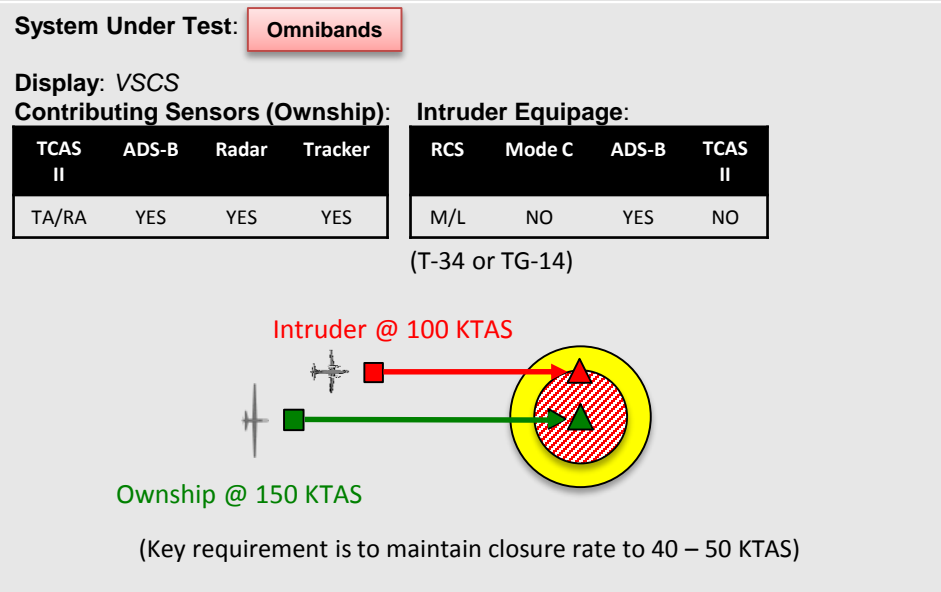 System Under Test: Omnibands
Display: VSCS
Contributing Sensors (Ownship): Intruder Equipage:
TCAS II ADS-B Radar Tracker RCS Mode C ADS-B TCAS II
TA/RA YES YES YES M/L NO YES NO
(T-34 or TG-14)
Intruder @ 100 KTAS
Ownship @ 150 KTAS
(Key requirement is to maintain closure rate to 40 – 50 KTAS)